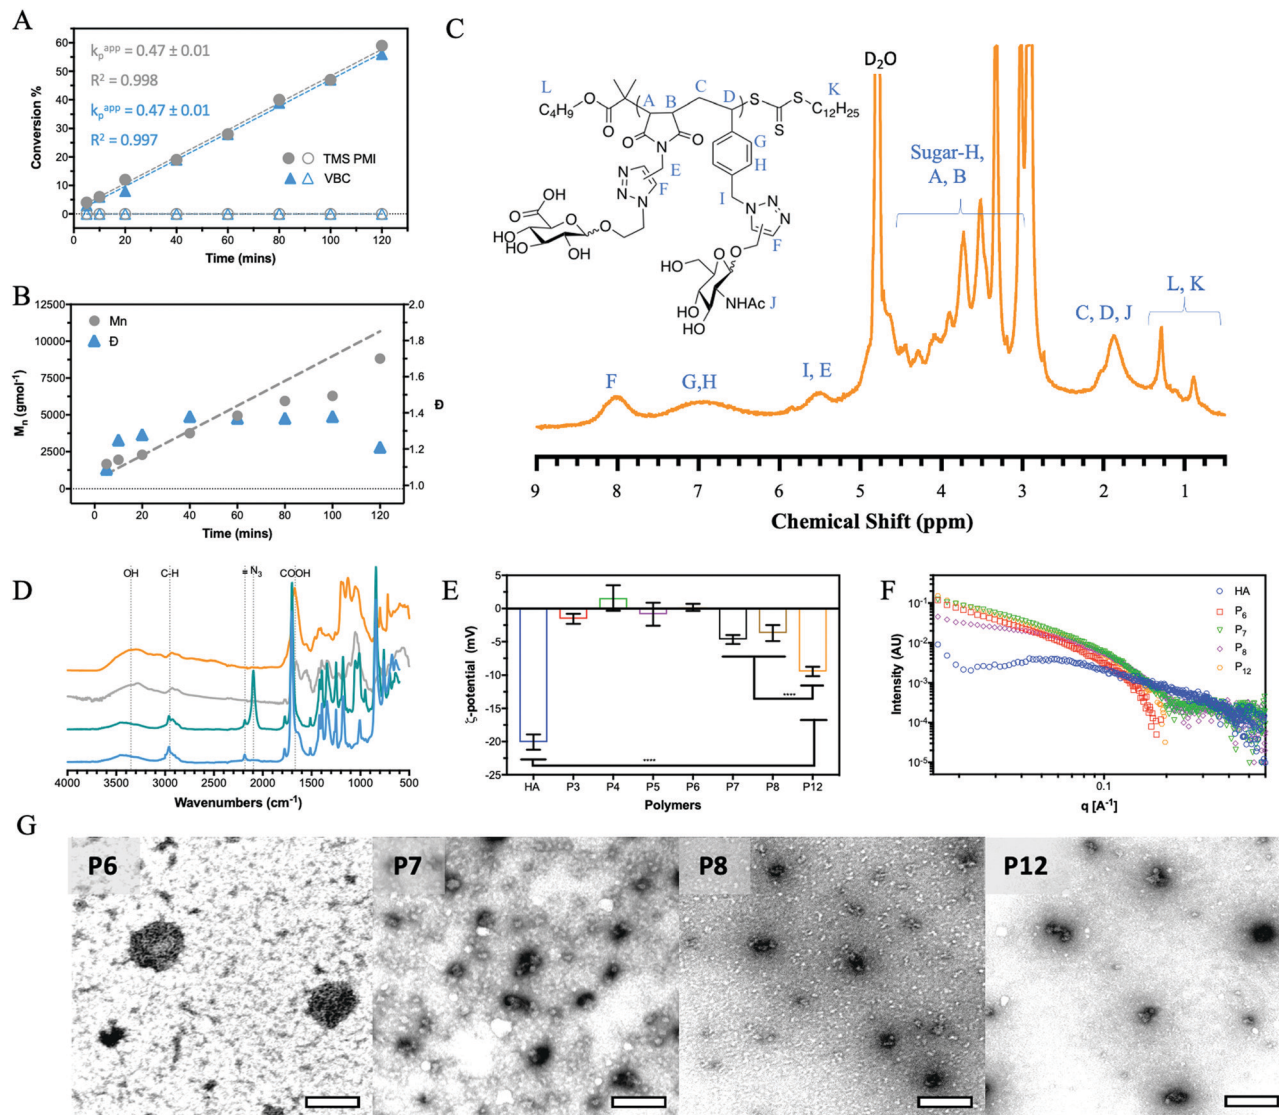 A
kₚᵃᵖᵖ = 0.47 ± 0.01
R² = 0.998
kₚᵃᵖᵖ = 0.47 ± 0.01
R² = 0.997
TMS PMI
VBC
60
50
40
30
20
10
0
Conversion %
0 20 40 60 80 100 120
Time (mins)
B
Mn
Đ
12500
10000
7500
5000
2500
0
Mₙ (gmol⁻¹)
2.0
1.8
1.6
1.4
1.2
1.0
Đ
0 20 40 60 80 100 120
Time (mins)
C
D₂O
L
C₄H₉
O
O
A
B
C
D
S
S
S
K
C₁₂H₂₅
O
N
O
G
H
E
F
N
N
N
I
N
N
N
F
O
OH
HO
HO
O
OH
O
O
HO
O
HO
HO
NHAc
J
Sugar-H,
A, B
L, K
C, D, J
F
G,H
I, E
9 8 7 6 5 4 3 2 1
Chemical Shift (ppm)
D
OH C-H ≡ N₃ COOH
4000 3500 3000 2500 2000 1500 1000 500
Wavenumbers (cm⁻¹)
E
5
0
-5
-10
-15
-20
-25
ζ-potential (mV)
****
****
HA P3 P4 P5 P6 P7 P8 P12
Polymers
F
HA
P₆
P₇
P₈
P₁₂
10⁻¹
10⁻²
10⁻³
10⁻⁴
10⁻⁵
Intensity (AU)
0.1
q [A⁻¹]
G
P6 P7 P8 P12